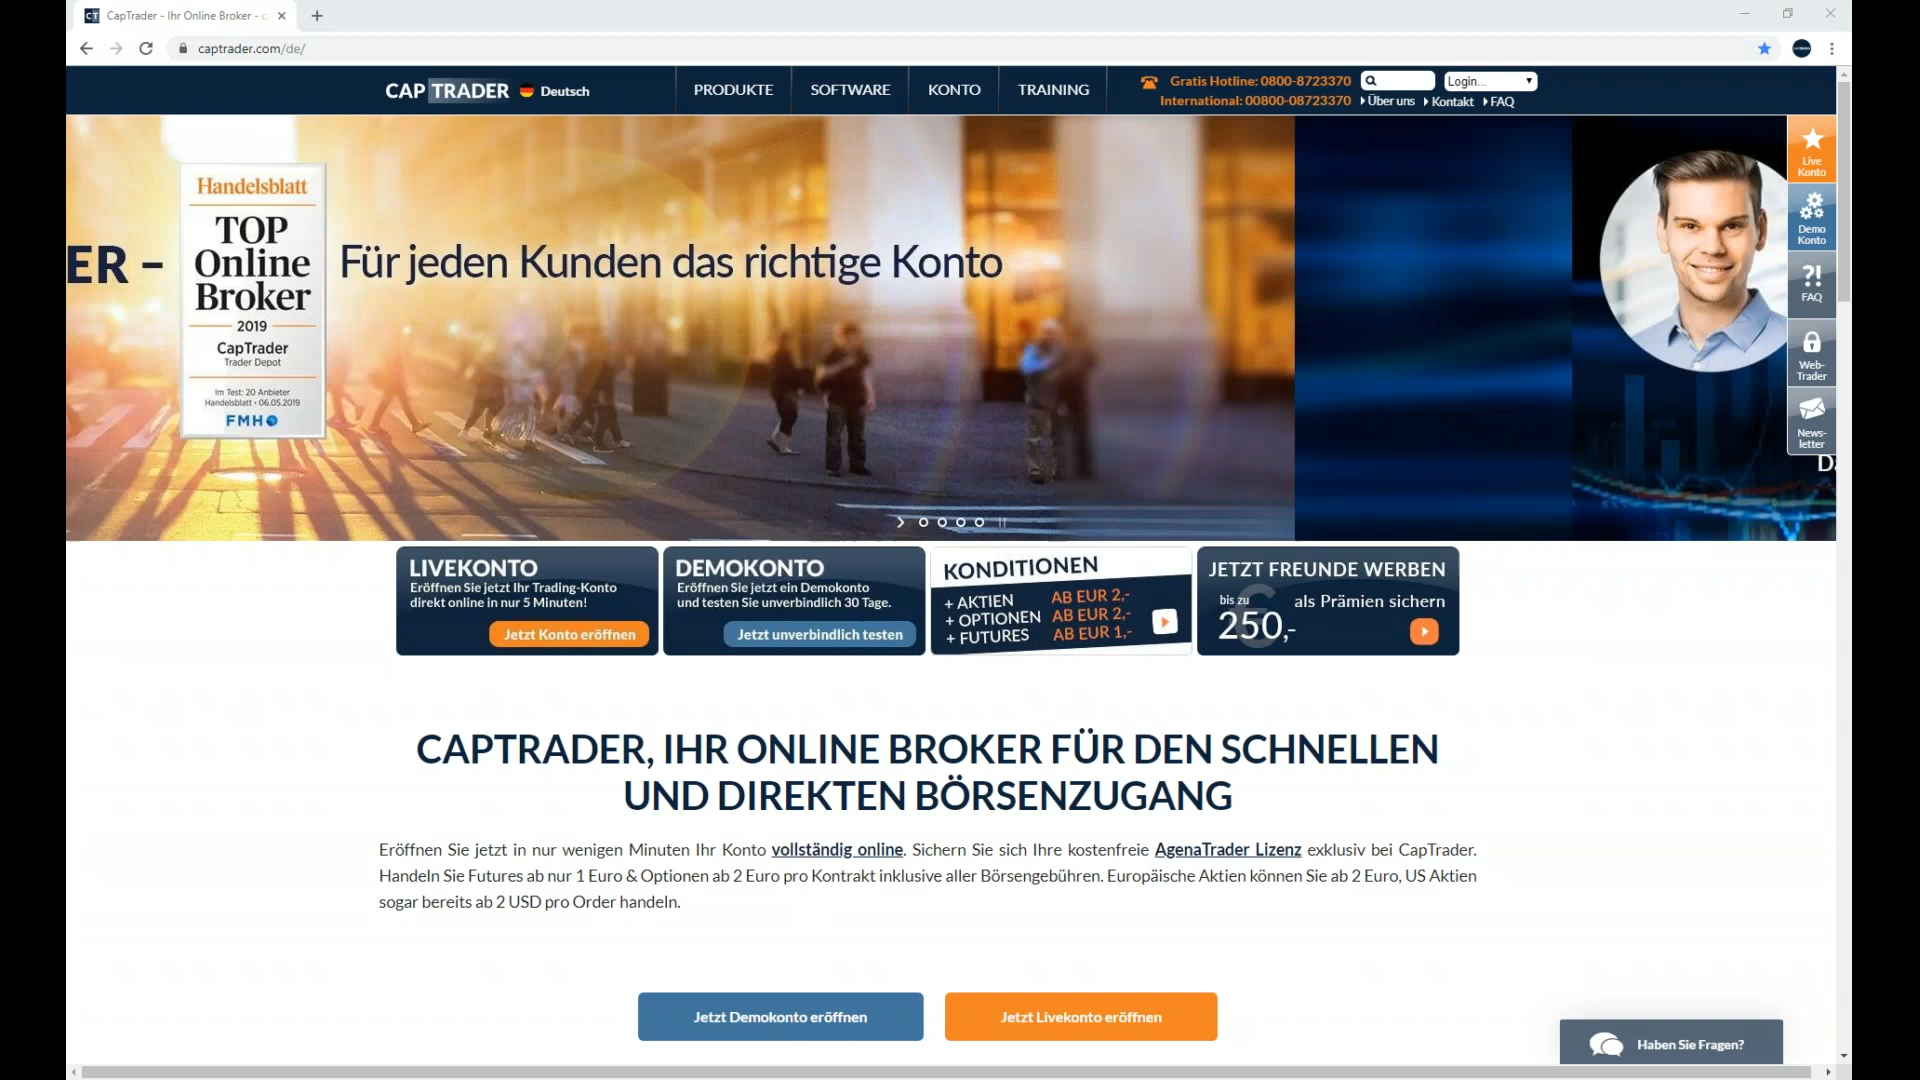 CapTrader - Ihr Online Broker -
captrader.com/de/
CAP TRADER
Deutsch
PRODUKTE
SOFTWARE
KONTO
TRAINING
Gratis Hotline: 0800-8723370
International: 00800-08723370
Login...
Über uns
Kontakt
FAQ
ER –
Handelsblatt
TOP
Online
Broker
2019
CapTrader
Trader Depot
Im Test: 20 Anbieter
Handelsblatt • 06.05.2019
FMH
Für jeden Kunden das richtige Konto
Live
Konto
Demo
Konto
?!
FAQ
Web-
Trader
News-
letter
LIVEKONTO
Eröffnen Sie jetzt Ihr Trading-Konto
direkt online in nur 5 Minuten!
Jetzt Konto eröffnen
DEMOKONTO
Eröffnen Sie jetzt ein Demokonto
und testen Sie unverbindlich 30 Tage.
Jetzt unverbindlich testen
KONDITIONEN
+ AKTIEN AB EUR 2,-
+ OPTIONEN AB EUR 2,-
+ FUTURES AB EUR 1,-
JETZT FREUNDE WERBEN
bis zu
250,-
als Prämien sichern
CAPTRADER, IHR ONLINE BROKER FÜR DEN SCHNELLEN
UND DIREKTEN BÖRSENZUGANG
Eröffnen Sie jetzt in nur wenigen Minuten Ihr Konto vollständig online. Sichern Sie sich Ihre kostenfreie AgenaTrader Lizenz exklusiv bei CapTrader.
Handeln Sie Futures ab nur 1 Euro & Optionen ab 2 Euro pro Kontrakt inklusive aller Börsengebühren. Europäische Aktien können Sie ab 2 Euro, US Aktien
sogar bereits ab 2 USD pro Order handeln.
Jetzt Demokonto eröffnen
Jetzt Livekonto eröffnen
Haben Sie Fragen?